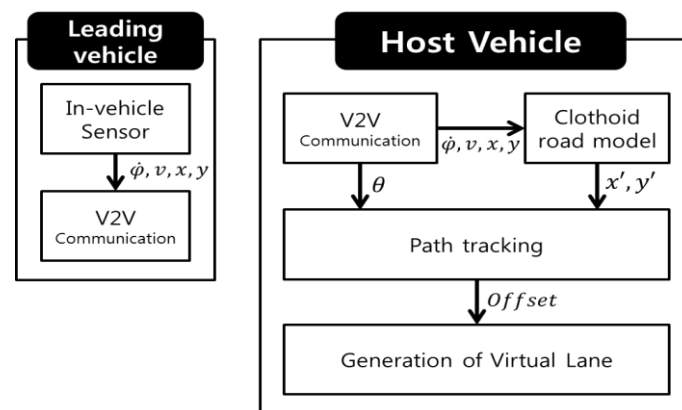 Leading
vehicle
In-vehicle
Sensor
φ̇, v, x, y
V2V
Communication
Host Vehicle
V2V
Communication
φ̇, v, x, y
Clothoid
road model
θ
x′, y′
Path tracking
Offset
Generation of Virtual Lane